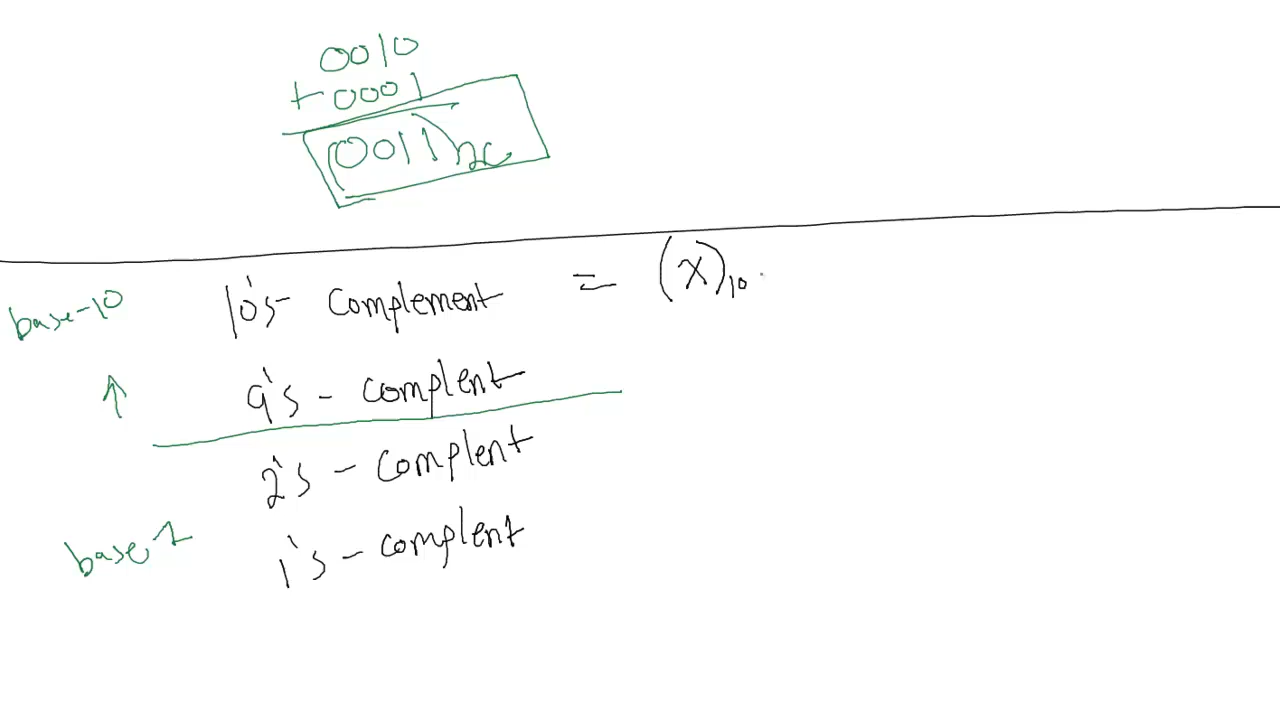 0010
+ 0001
(0011)2C
base-10 10's- Complement = (x)10.
9's - complent
2's - complent
base-2 1's - complent